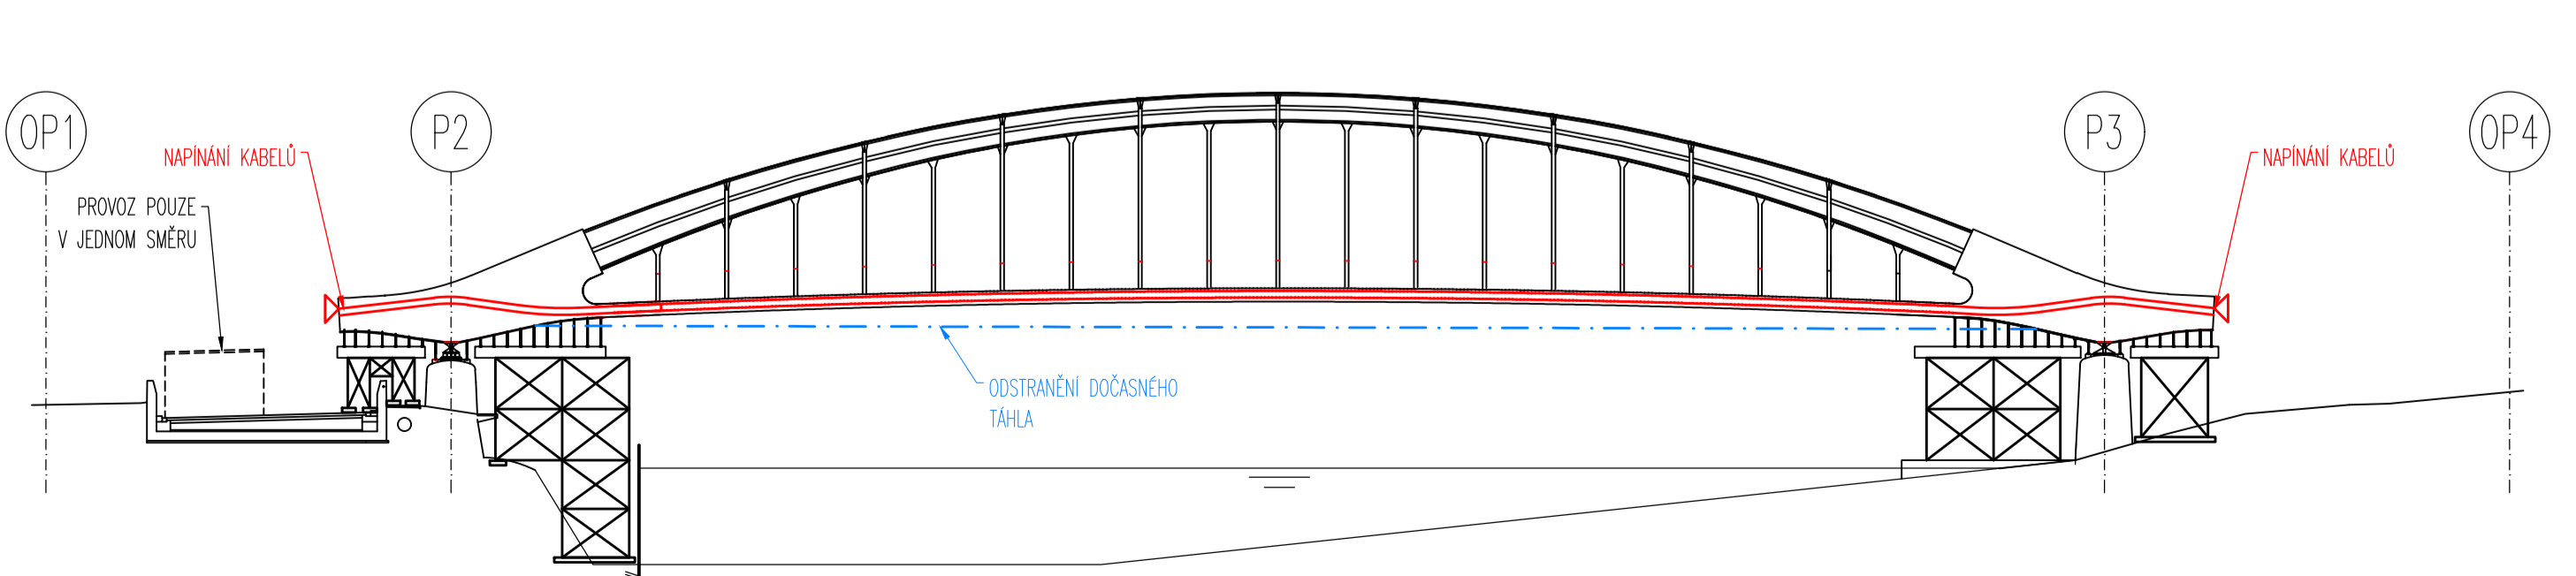 OP1
P2
P3
OP4
NAPÍNÁNÍ KABELŮ
NAPÍNÁNÍ KABELŮ
PROVOZ POUZE
V JEDNOM SMĚRU
ODSTRANĚNÍ DOČASNÉHO
TÁHLA